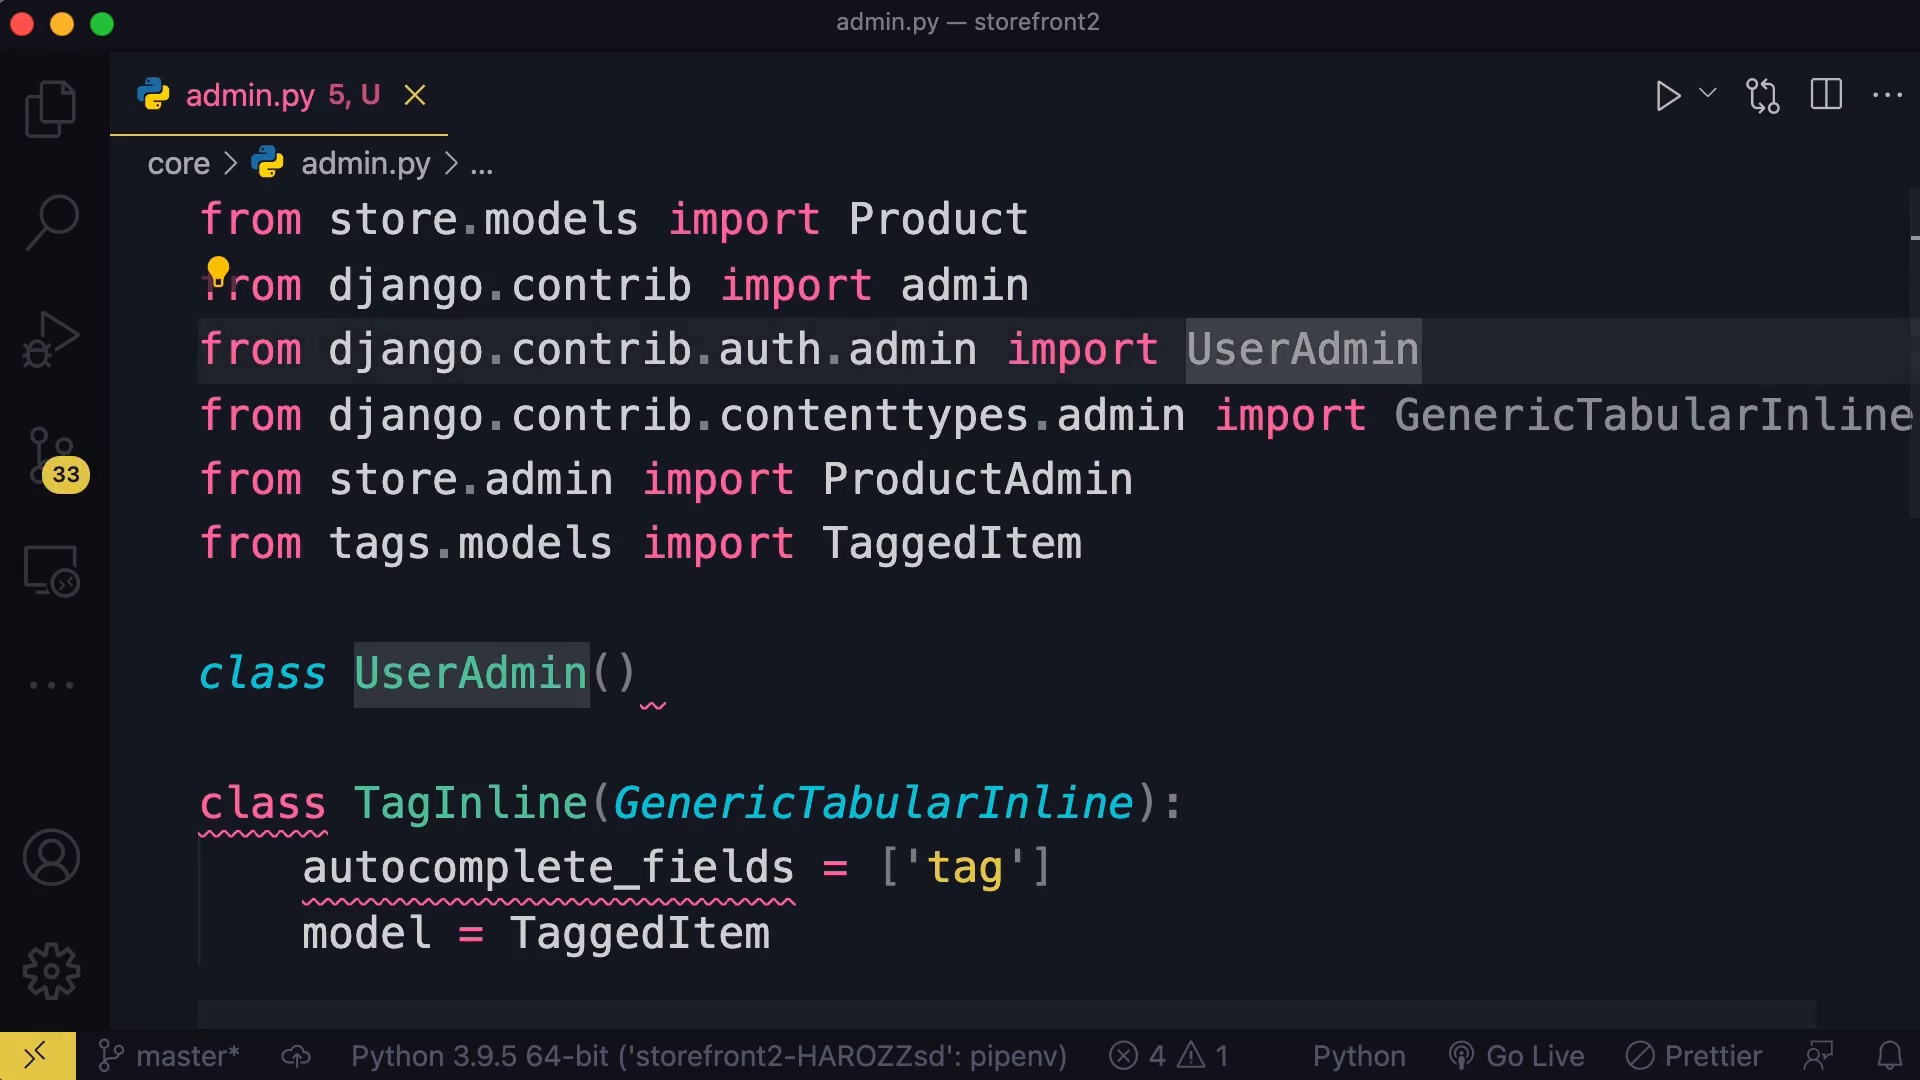 admin.py — storefront2
admin.py 5, U
core > admin.py > ...
from store.models import Product
from django.contrib import admin
from django.contrib.auth.admin import UserAdmin
from django.contrib.contenttypes.admin import GenericTabularInline
from store.admin import ProductAdmin
from tags.models import TaggedItem
class UserAdmin()
class TagInline(GenericTabularInline):
autocomplete_fields = ['tag']
model = TaggedItem
33
master* Python 3.9.5 64-bit ('storefront2-HAROZZsd': pipenv) 4 1 Python Go Live Prettier